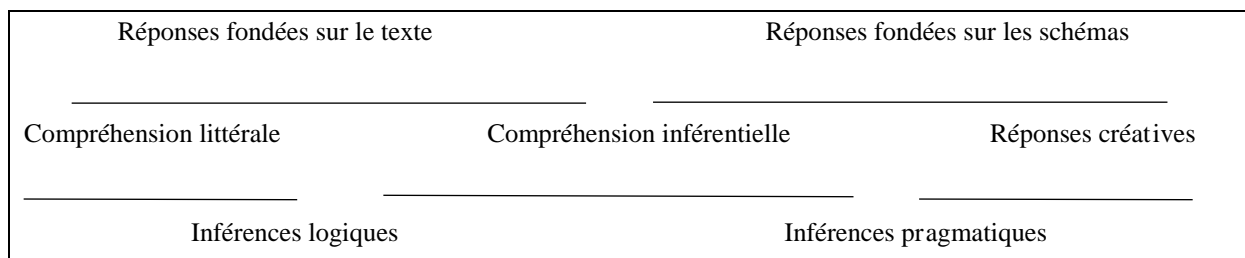 Réponses fondées sur le texte Réponses fondées sur les schémas
Compréhension littérale Compréhension inférentielle Réponses créatives
Inférences logiques Inférences pragmatiques